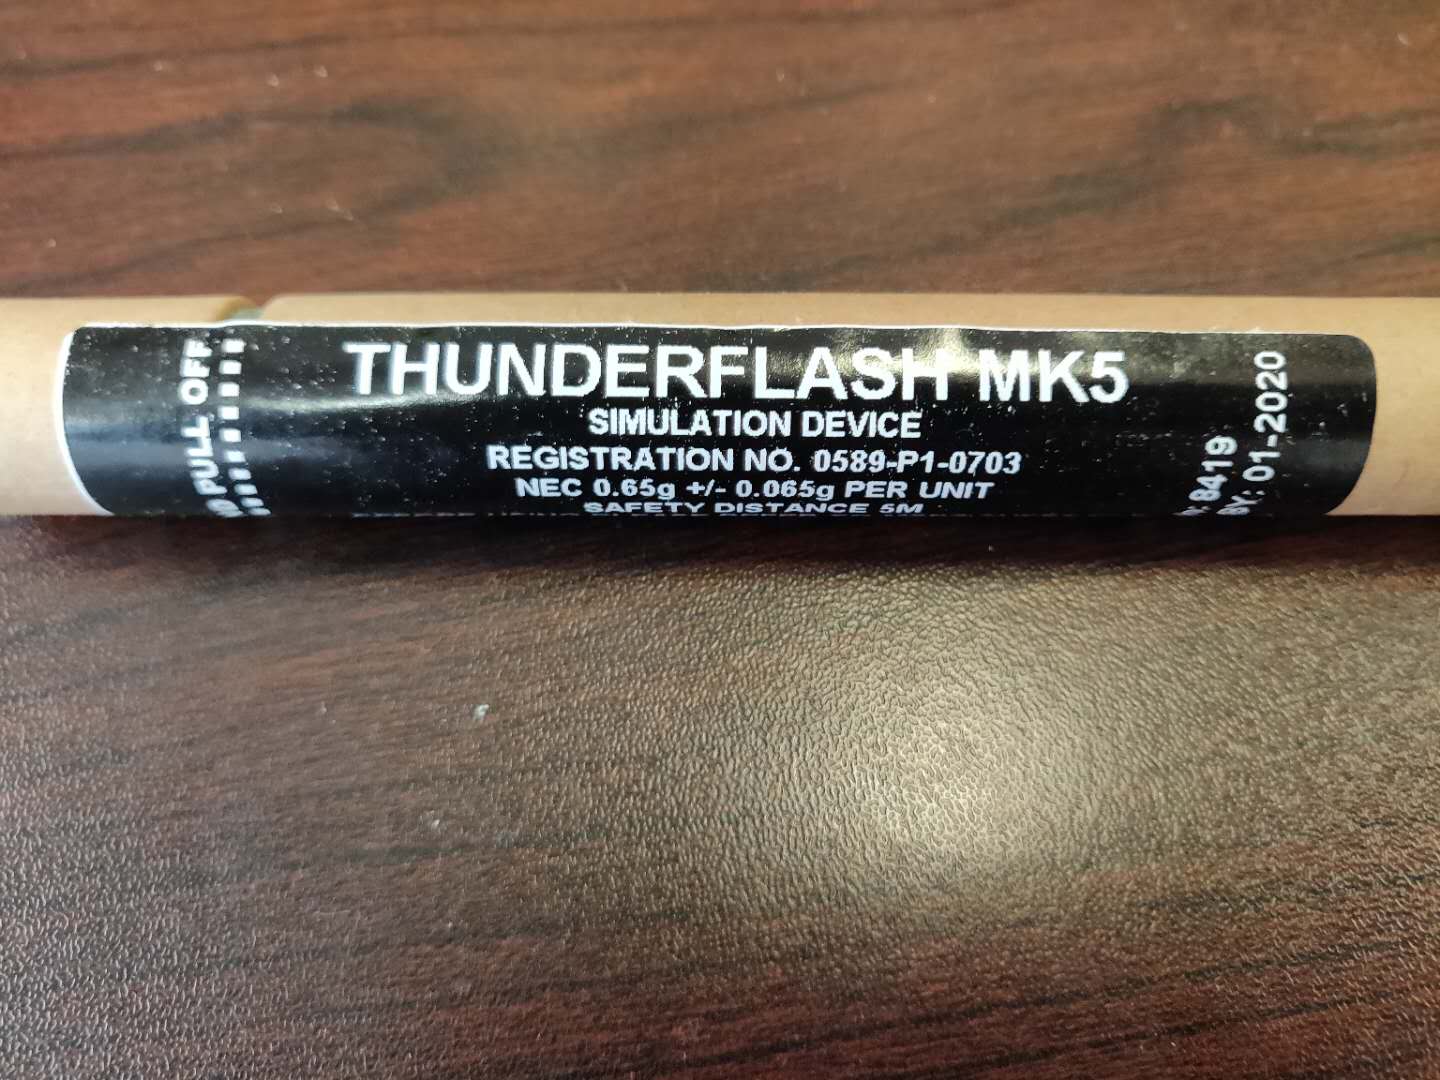 THUNDERFLASH MK5
SIMULATION DEVICE
REGISTRATION NO. 0589-P1-0703
NEC 0.65g +/- 0.065g PER UNIT
SAFETY DISTANCE 5M
PULL OFF
8419
BY: 01-2020